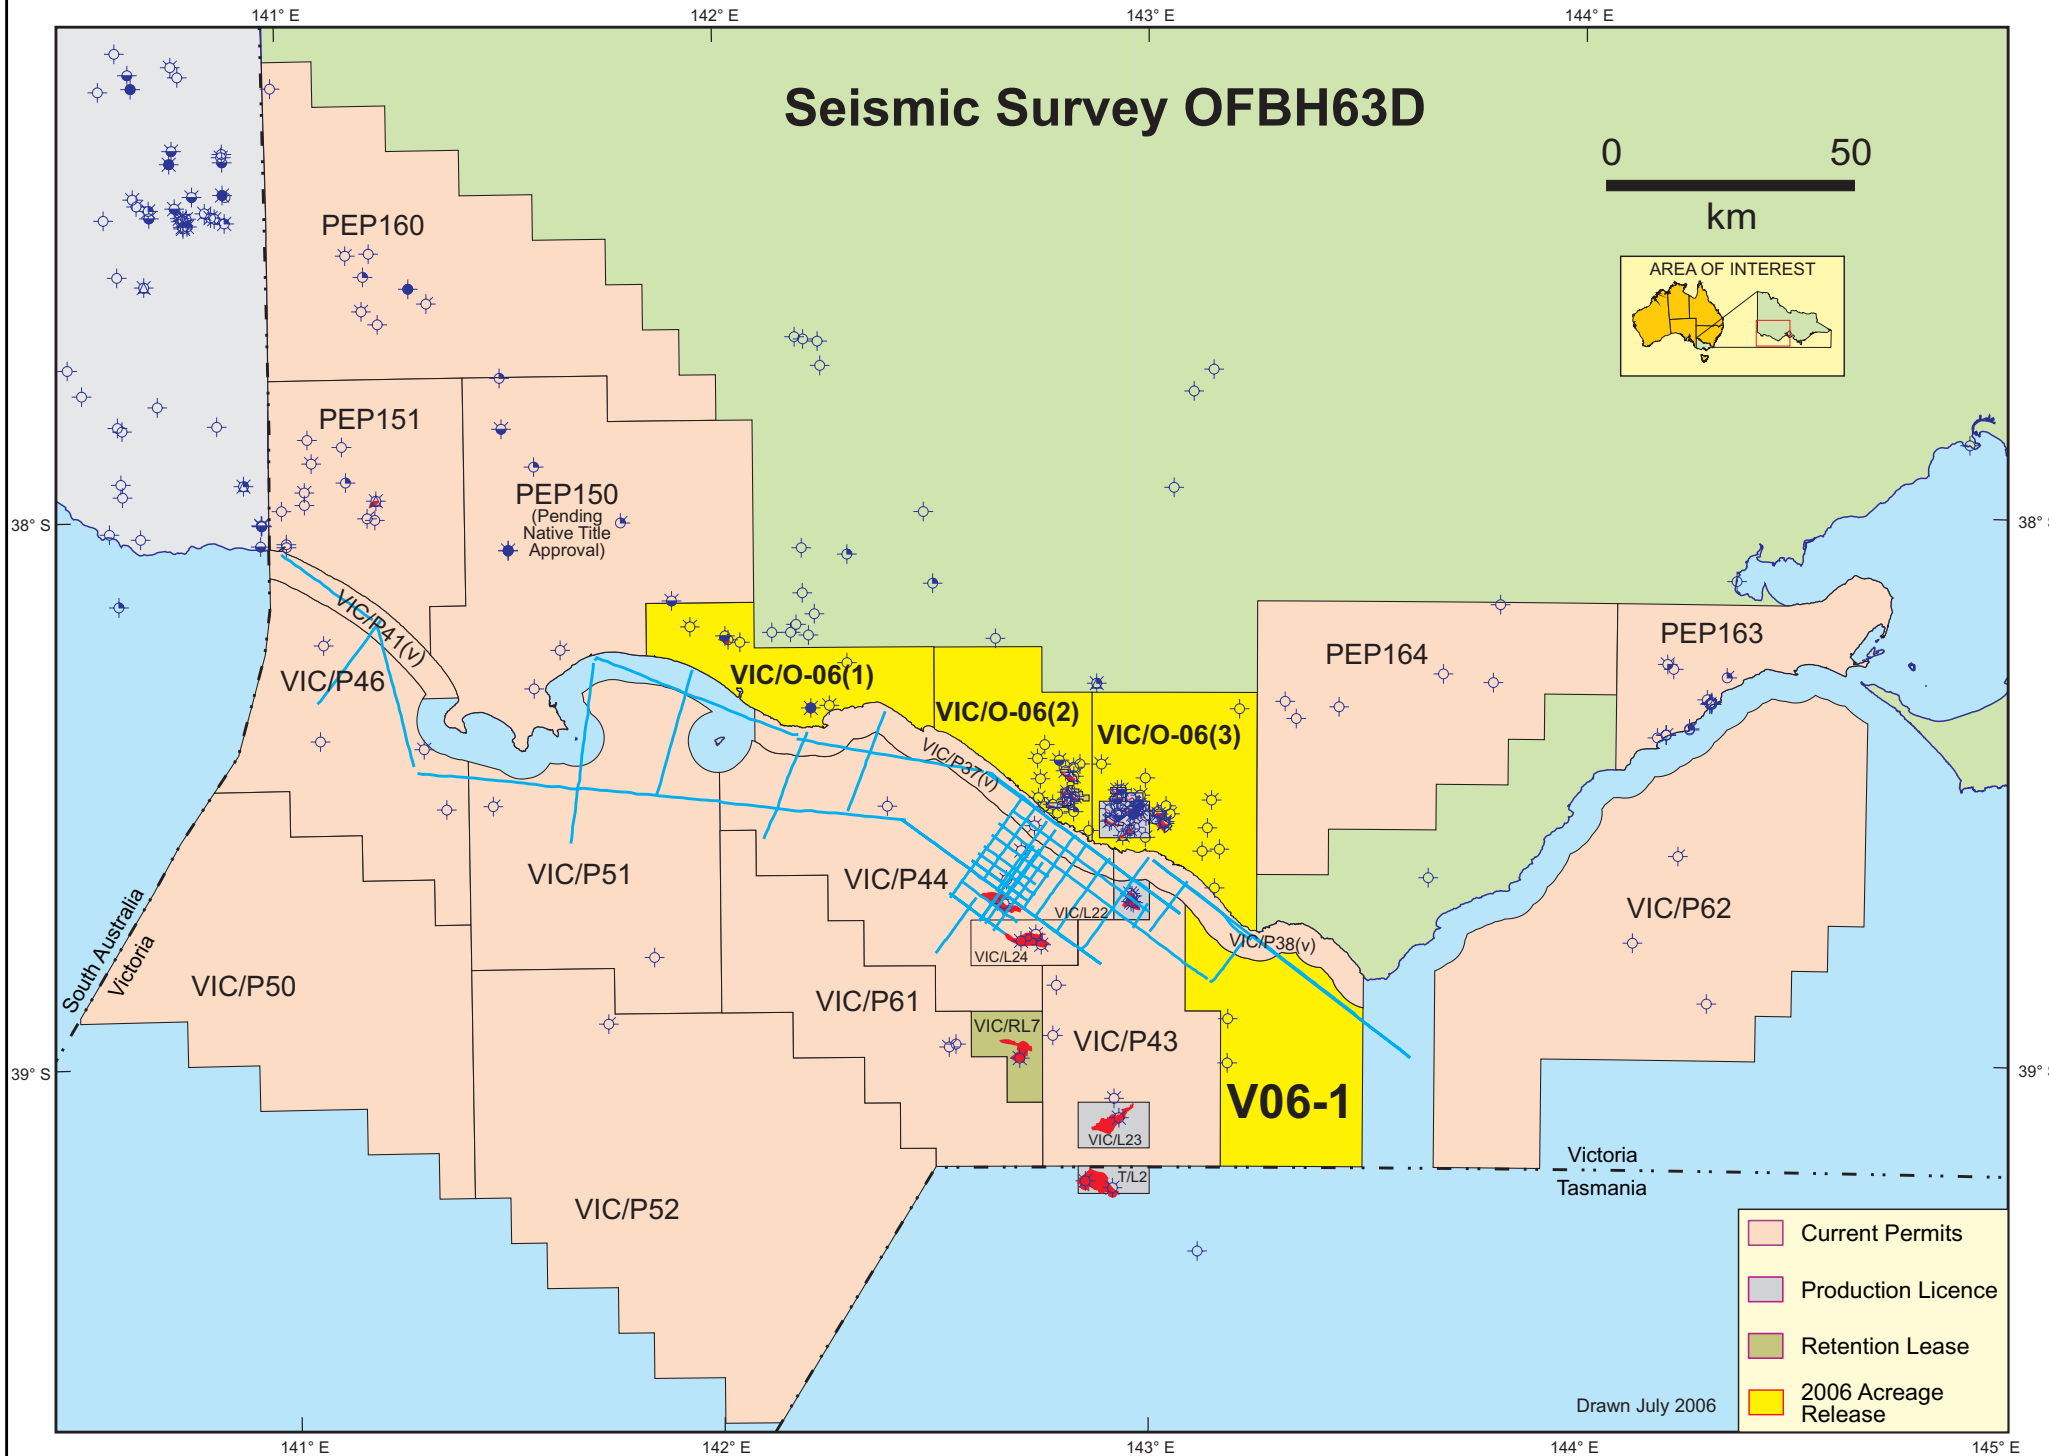 141° E
142° E
143° E
144° E
Seismic Survey OFBH63D
0
50
km
AREA OF INTEREST
PEP160
PEP151
PEP150
(Pending
Native Title
Approval)
38° S
38° S
VIC/P41(v)
VIC/P46
VIC/O-06(1)
VIC/O-06(2)
VIC/O-06(3)
PEP164
PEP163
VIC/P37(v)
VIC/P51
VIC/P44
VIC/L22
VIC/P62
VIC/P38(v)
VIC/L24
South Australia
Victoria
VIC/P50
VIC/P61
VIC/RL7
VIC/P43
39° S
39° S
V06-1
VIC/L23
T/L2
Victoria
Tasmania
VIC/P52
Current Permits
Production Licence
Retention Lease
2006 Acreage
Release
Drawn July 2006
141° E
142° E
143° E
144° E
145° E